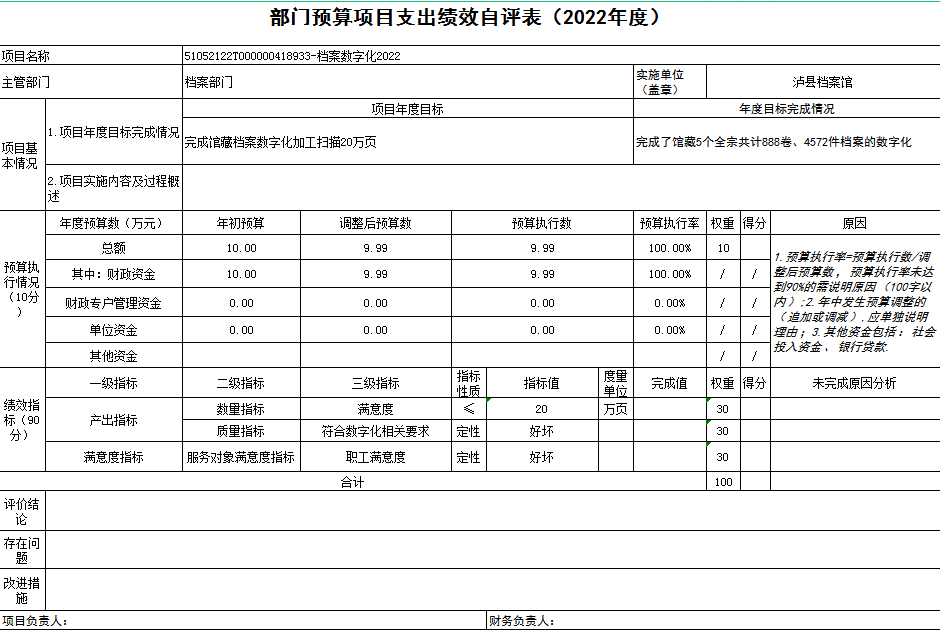 部门预算项目支出绩效自评表（2022年度）
项目名称 51052122T000000418933-档案数字化2022
主管部门 档案部门 实施单位（盖章） 泸县档案馆
项目基本情况 1.项目年度目标完成情况 项目年度目标 年度目标完成情况
完成馆藏档案数字化加工扫描20万页 完成了馆藏5个全宗共计888卷、4572件档案的数字化
2.项目实施内容及过程概述
预算执行情况（10分） 年度预算数（万元） 年初预算 调整后预算数 预算执行数 预算执行率 权重 得分 原因
总额 10.00 9.99 9.99 100.00% 10
其中：财政资金 10.00 9.99 9.99 100.00% / /
财政专户管理资金 0.00 0.00 0.00 0.00% / /
单位资金 0.00 0.00 0.00 0.00% / /
其他资金 / /
1.预算执行率=预算执行数/调
整后预算数，预算执行率未达
到90%的需说明原因（100字以
内）;2.年中发生预算调整的
（追加或调减）,应单独说明
理由；3.其他资金包括：社会
投入资金、银行贷款.
绩效指标（90分） 一级指标 二级指标 三级指标 指标性质 指标值 度量单位 完成值 权重 得分 未完成原因分析
产出指标 数量指标 满意度 ≤ 20 万页 30
质量指标 符合数字化相关要求 定性 好坏 30
满意度指标 服务对象满意度指标 职工满意度 定性 好坏 30
合计 100
评价结论
存在问题
改进措施
项目负责人： 财务负责人：